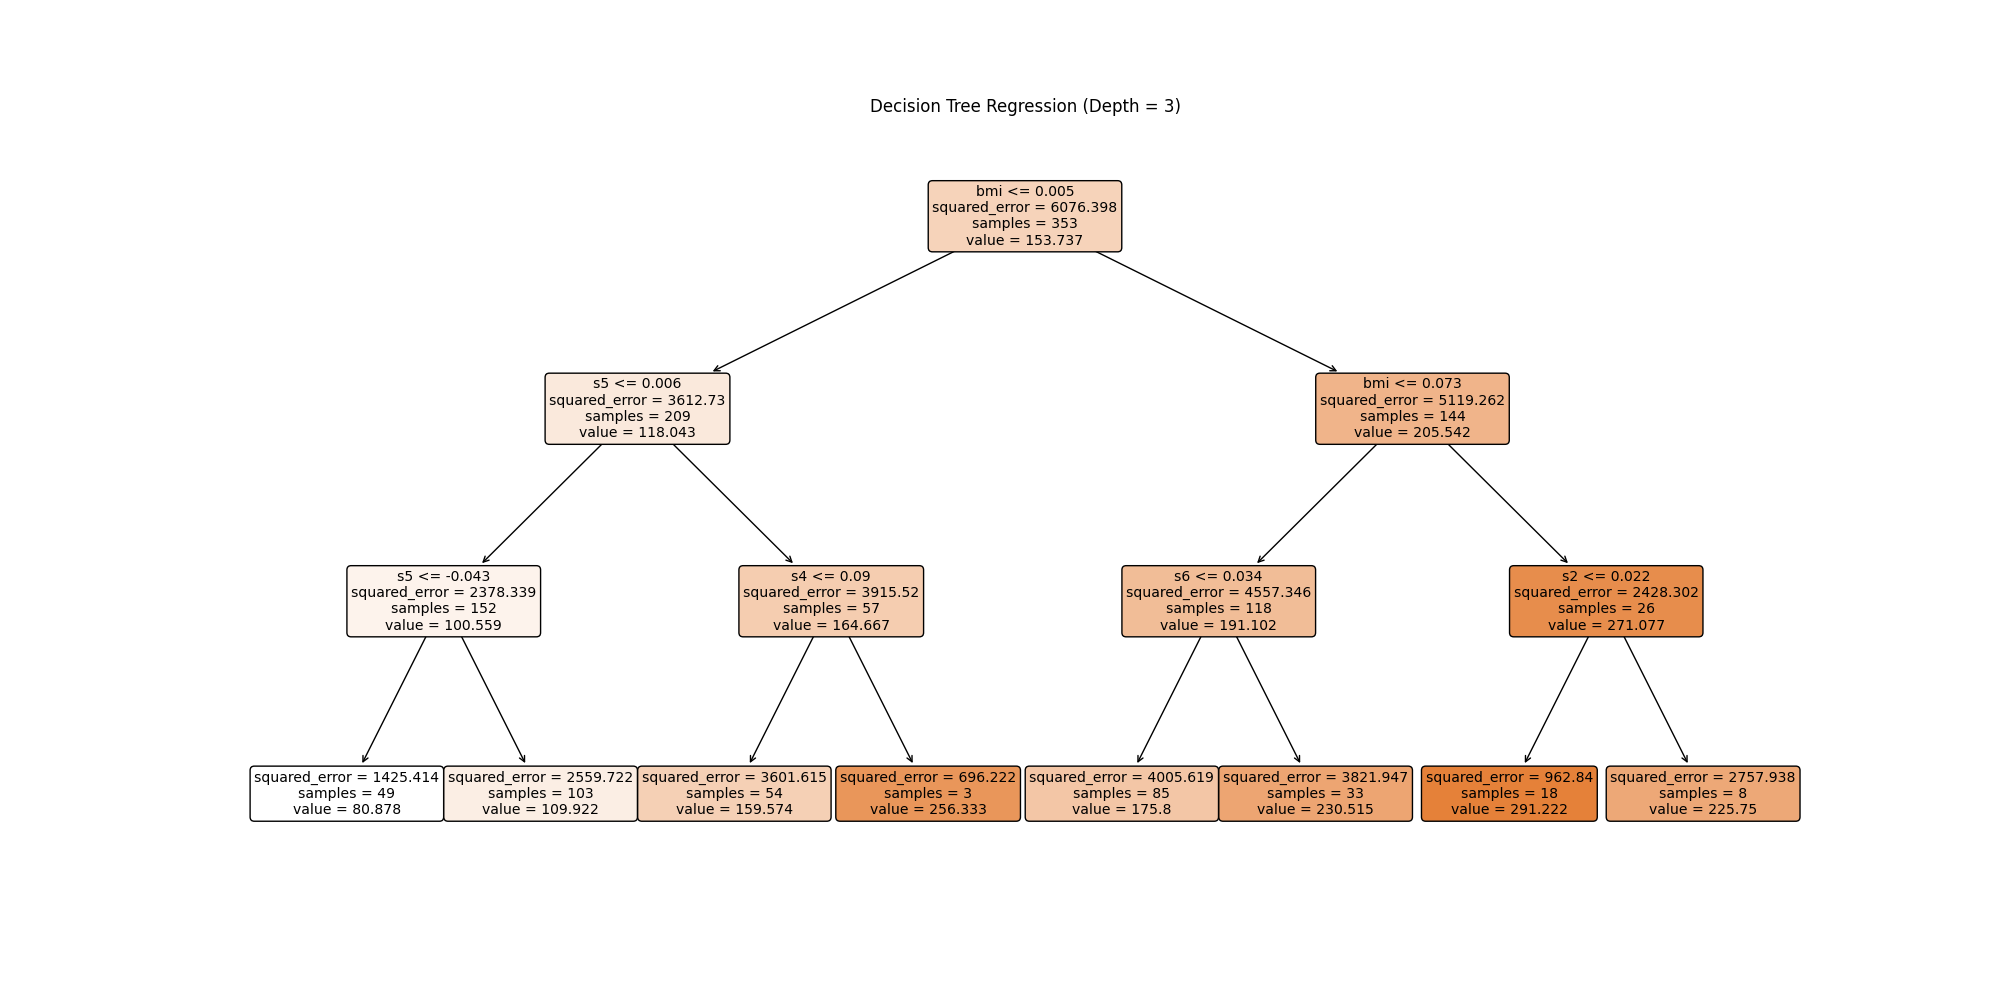 Decision Tree Regression (Depth = 3)
bmi <= 0.005
squared_error = 6076.398
samples = 353
value = 153.737
s5 <= 0.006
squared_error = 3612.73
samples = 209
value = 118.043
bmi <= 0.073
squared_error = 5119.262
samples = 144
value = 205.542
s5 <= -0.043
squared_error = 2378.339
samples = 152
value = 100.559
s4 <= 0.09
squared_error = 3915.52
samples = 57
value = 164.667
s6 <= 0.034
squared_error = 4557.346
samples = 118
value = 191.102
s2 <= 0.022
squared_error = 2428.302
samples = 26
value = 271.077
squared_error = 1425.414
samples = 49
value = 80.878
squared_error = 2559.722
samples = 103
value = 109.922
squared_error = 3601.615
samples = 54
value = 159.574
squared_error = 696.222
samples = 3
value = 256.333
squared_error = 4005.619
samples = 85
value = 175.8
squared_error = 3821.947
samples = 33
value = 230.515
squared_error = 962.84
samples = 18
value = 291.222
squared_error = 2757.938
samples = 8
value = 225.75